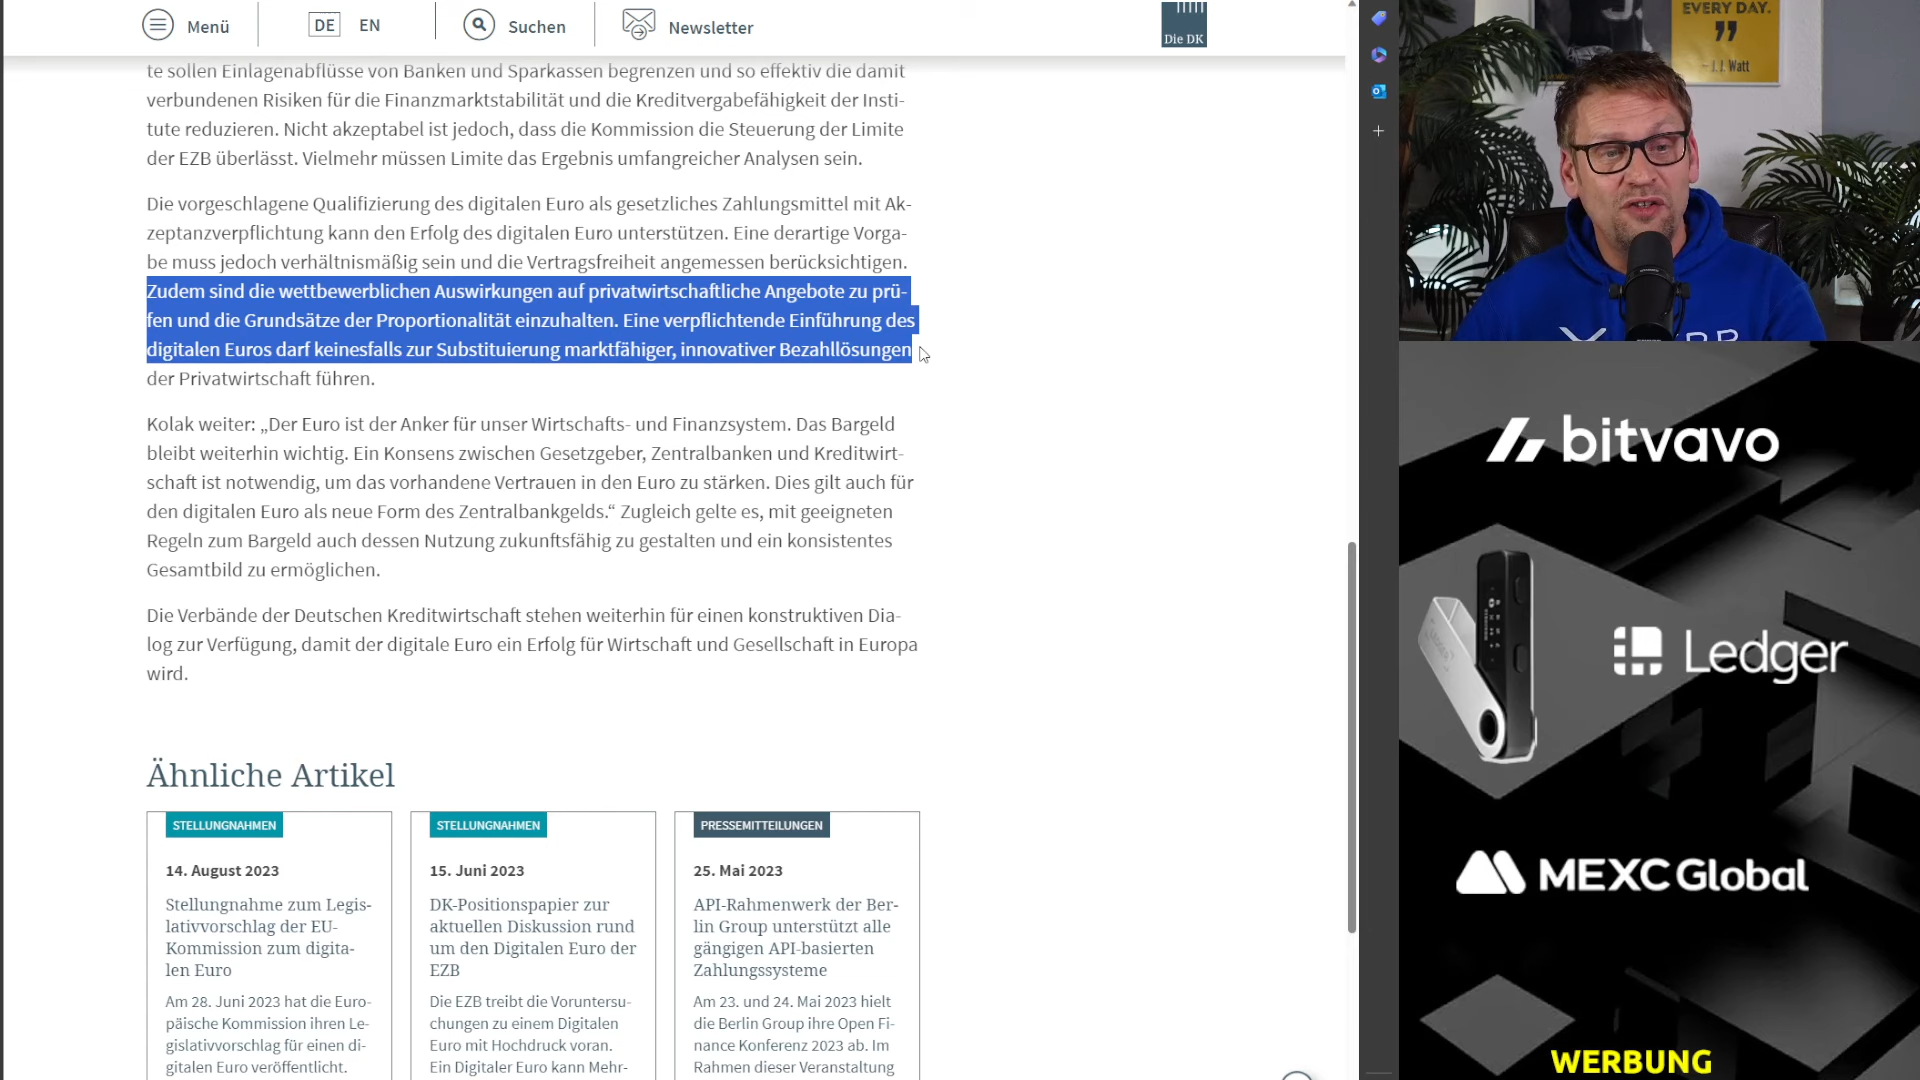 Menü
DE
EN
Suchen
Newsletter
Die DK
te sollen Einlagenabflüsse von Banken und Sparkassen begrenzen und so effektiv die damit
verbundenen Risiken für die Finanzmarktstabilität und die Kreditvergabefähigkeit der Insti-
tute reduzieren. Nicht akzeptabel ist jedoch, dass die Kommission die Steuerung der Limite
der EZB überlässt. Vielmehr müssen Limite das Ergebnis umfangreicher Analysen sein.
Die vorgeschlagene Qualifizierung des digitalen Euro als gesetzliches Zahlungsmittel mit Ak-
zeptanzverpflichtung kann den Erfolg des digitalen Euro unterstützen. Eine derartige Vorga-
be muss jedoch verhältnismäßig sein und die Vertragsfreiheit angemessen berücksichtigen.
Zudem sind die wettbewerblichen Auswirkungen auf privatwirtschaftliche Angebote zu prü-
fen und die Grundsätze der Proportionalität einzuhalten. Eine verpflichtende Einführung des
digitalen Euros darf keinesfalls zur Substituierung marktfähiger, innovativer Bezahllösungen
der Privatwirtschaft führen.
Kolak weiter: „Der Euro ist der Anker für unser Wirtschafts- und Finanzsystem. Das Bargeld
bleibt weiterhin wichtig. Ein Konsens zwischen Gesetzgeber, Zentralbanken und Kreditwirt-
schaft ist notwendig, um das vorhandene Vertrauen in den Euro zu stärken. Dies gilt auch für
den digitalen Euro als neue Form des Zentralbankgelds.“ Zugleich gelte es, mit geeigneten
Regeln zum Bargeld auch dessen Nutzung zukunftsfähig zu gestalten und ein konsistentes
Gesamtbild zu ermöglichen.
Die Verbände der Deutschen Kreditwirtschaft stehen weiterhin für einen konstruktiven Dia-
log zur Verfügung, damit der digitale Euro ein Erfolg für Wirtschaft und Gesellschaft in Europa
wird.
Ähnliche Artikel
STELLUNGNAHMEN
14. August 2023
Stellungnahme zum Legis-
lativvorschlag der EU-
Kommission zum digita-
len Euro
Am 28. Juni 2023 hat die Euro-
päische Kommission ihren Le-
gislativvorschlag für einen di-
gitalen Euro veröffentlicht.
STELLUNGNAHMEN
15. Juni 2023
DK-Positionspapier zur
aktuellen Diskussion rund
um den Digitalen Euro der
EZB
Die EZB treibt die Voruntersu-
chungen zu einem Digitalen
Euro mit Hochdruck voran.
Ein Digitaler Euro kann Mehr-
PRESSEMITTEILUNGEN
25. Mai 2023
API-Rahmenwerk der Ber-
lin Group unterstützt alle
gängigen API-basierten
Zahlungssysteme
Am 23. und 24. Mai 2023 hielt
die Berlin Group ihre Open Fi-
nance Konferenz 2023 ab. Im
Rahmen dieser Veranstaltung
EVERY DAY.
”
– J.J. Watt
bitvavo
Ledger
MEXC Global
WERBUNG